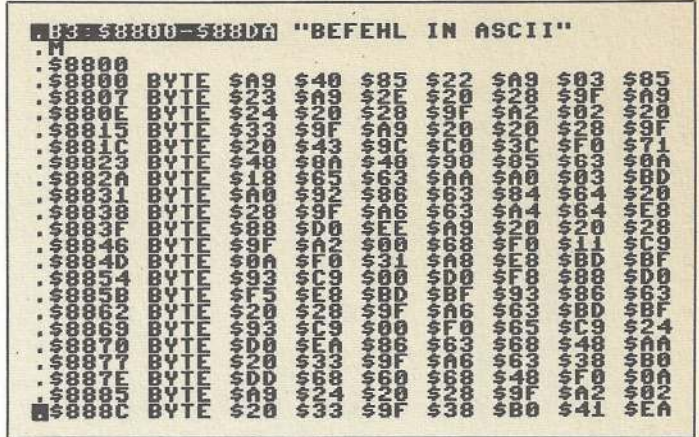 .B3:$8800-$88DA "BEFEHL IN ASCII"
.M
.$8800
.$8800 BYTE $A9 $40 $85 $22 $A9 $03 $85
.$8807 BYTE $23 $A9 $2E $20 $28 $9F $A9
.$880E BYTE $24 $20 $28 $9F $A2 $02 $20
.$8815 BYTE $33 $9F $A9 $20 $20 $28 $9F
.$881C BYTE $20 $43 $9C $C0 $3C $F0 $71
.$8823 BYTE $48 $8A $48 $98 $85 $63 $0A
.$882A BYTE $18 $65 $63 $AA $A0 $03 $BD
.$8831 BYTE $A0 $92 $86 $63 $84 $64 $20
.$8838 BYTE $28 $9F $A6 $63 $A4 $64 $E8
.$883F BYTE $88 $D0 $EE $A9 $20 $20 $28
.$8846 BYTE $9F $A2 $00 $68 $F0 $11 $C9
.$884D BYTE $0A $F0 $31 $A8 $E8 $BD $BF
.$8854 BYTE $93 $C9 $00 $D0 $F8 $88 $D0
.$885B BYTE $F5 $E8 $BD $BF $93 $86 $63
.$8862 BYTE $20 $28 $9F $A6 $63 $BD $BF
.$8869 BYTE $93 $C9 $00 $F0 $65 $C9 $24
.$8870 BYTE $D0 $EA $86 $63 $68 $48 $AA
.$8877 BYTE $20 $33 $9F $A6 $63 $38 $B0
.$887E BYTE $DD $68 $60 $68 $48 $F0 $0A
.$8885 BYTE $A9 $24 $20 $28 $9F $A2 $02
.$888C BYTE $20 $33 $9F $38 $B0 $41 $EA